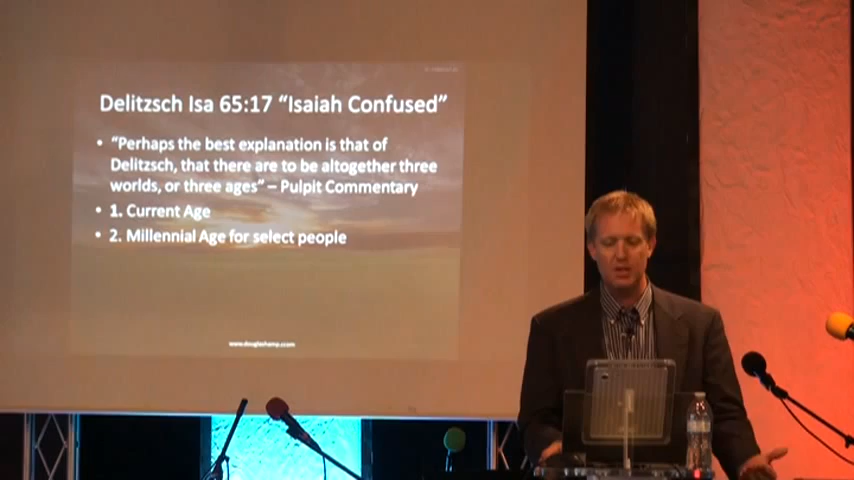 Delitzsch Isa 65:17 “Isaiah Confused”
• “Perhaps the best explanation is that of
Delitzsch, that there are to be altogether three
worlds, or three ages” – Pulpit Commentary
• 1. Current Age
• 2. Millennial Age for select people
www.douglashamp.com